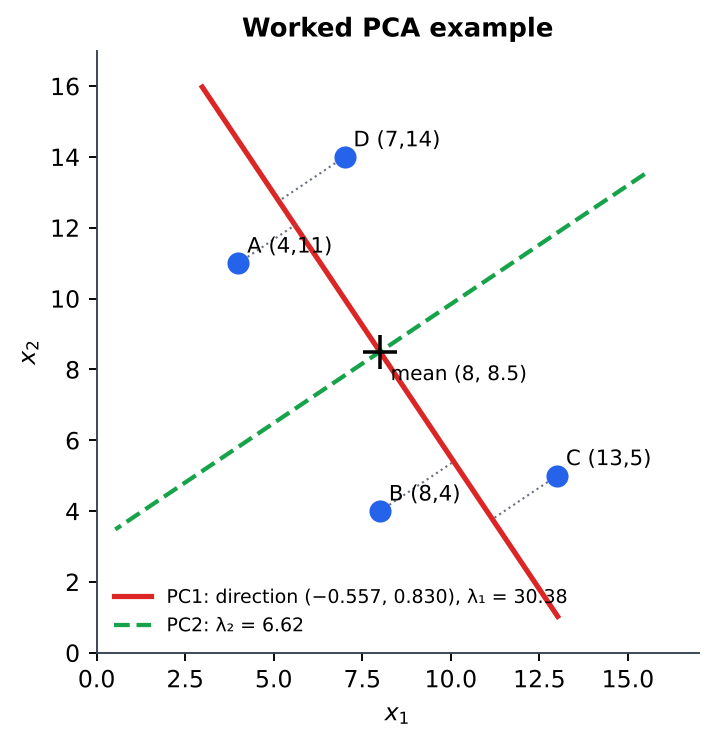 Worked PCA example
x₂
16
14
12
10
8
6
4
2
0
D (7,14)
A (4,11)
mean (8, 8.5)
C (13,5)
B (8,4)
PC1: direction (−0.557, 0.830), λ₁ = 30.38
PC2: λ₂ = 6.62
0.0 2.5 5.0 7.5 10.0 12.5 15.0
x₁